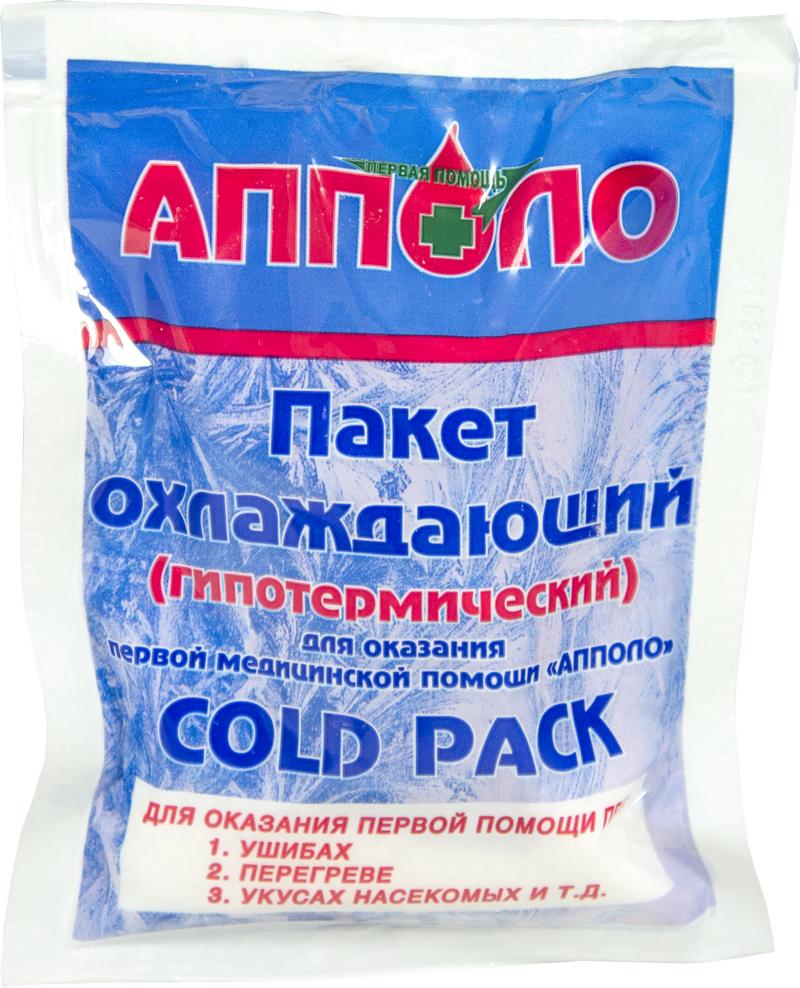 ПЕРВАЯ ПОМОЩЬ
АППОЛО
Пакет
охлаждающий
(гипотермический)
для оказания
первой медицинской помощи «АППОЛО»
COLD PACK
ДЛЯ ОКАЗАНИЯ ПЕРВОЙ ПОМОЩИ
1. УШИБАХ
2. ПЕРЕГРЕВЕ
3. УКУСАХ НАСЕКОМЫХ И Т.Д.